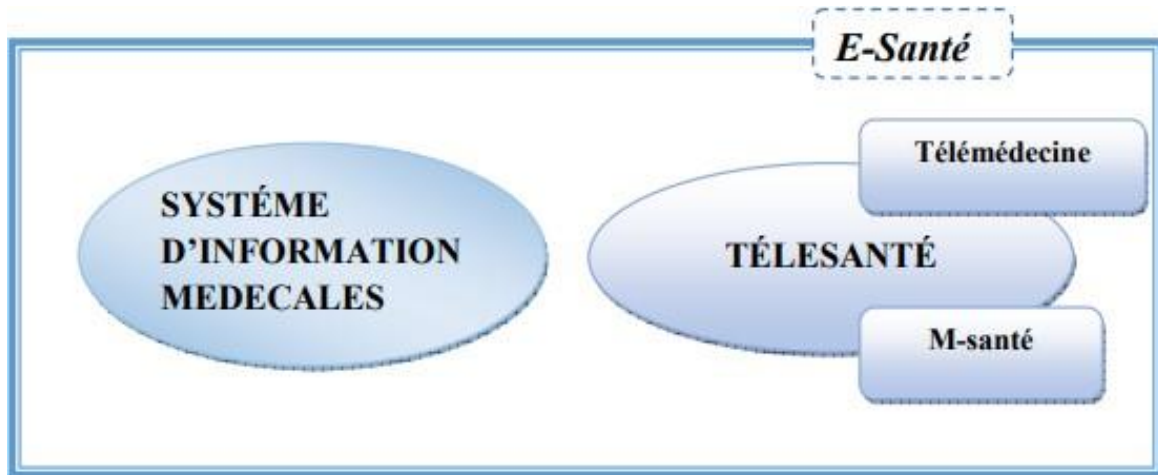 E-Santé
SYSTÉME
D'INFORMATION
MEDECALES
TÉLESANTÉ
Télémédecine
M-santé